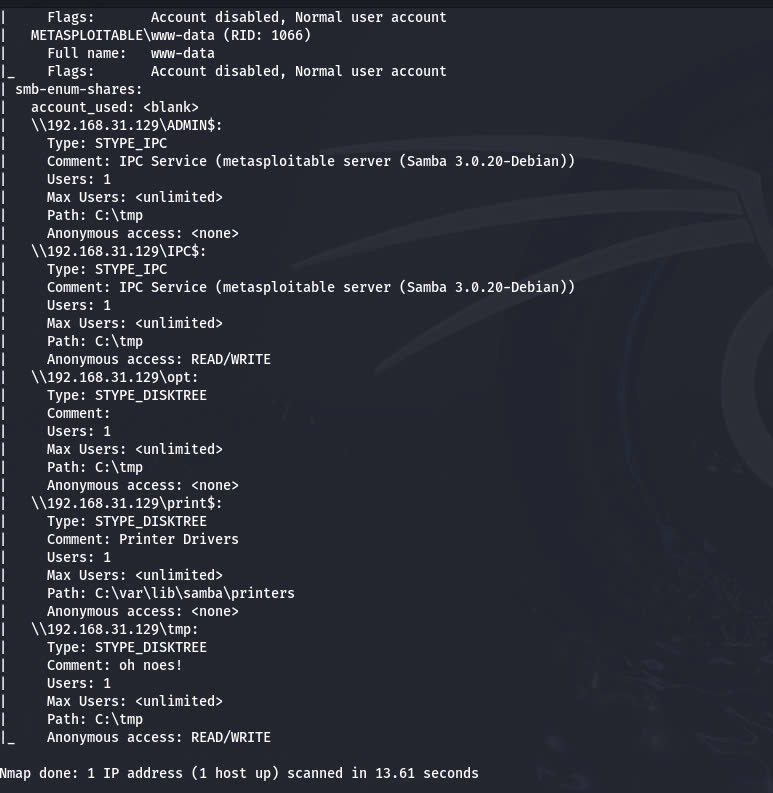 |     Flags:       Account disabled, Normal user account
|   METASPLOITABLE\www-data (RID: 1066)
|     Full name:   www-data
|_    Flags:       Account disabled, Normal user account
| smb-enum-shares:
|   account_used: <blank>
|   \\192.168.31.129\ADMIN$:
|     Type: STYPE_IPC
|     Comment: IPC Service (metasploitable server (Samba 3.0.20-Debian))
|     Users: 1
|     Max Users: <unlimited>
|     Path: C:\tmp
|     Anonymous access: <none>
|   \\192.168.31.129\IPC$:
|     Type: STYPE_IPC
|     Comment: IPC Service (metasploitable server (Samba 3.0.20-Debian))
|     Users: 1
|     Max Users: <unlimited>
|     Path: C:\tmp
|     Anonymous access: READ/WRITE
|   \\192.168.31.129\opt:
|     Type: STYPE_DISKTREE
|     Comment:
|     Users: 1
|     Max Users: <unlimited>
|     Path: C:\tmp
|     Anonymous access: <none>
|   \\192.168.31.129\print$:
|     Type: STYPE_DISKTREE
|     Comment: Printer Drivers
|     Users: 1
|     Max Users: <unlimited>
|     Path: C:\var\lib\samba\printers
|     Anonymous access: <none>
|   \\192.168.31.129\tmp:
|     Type: STYPE_DISKTREE
|     Comment: oh noes!
|     Users: 1
|     Max Users: <unlimited>
|     Path: C:\tmp
|_    Anonymous access: READ/WRITE
Nmap done: 1 IP address (1 host up) scanned in 13.61 seconds